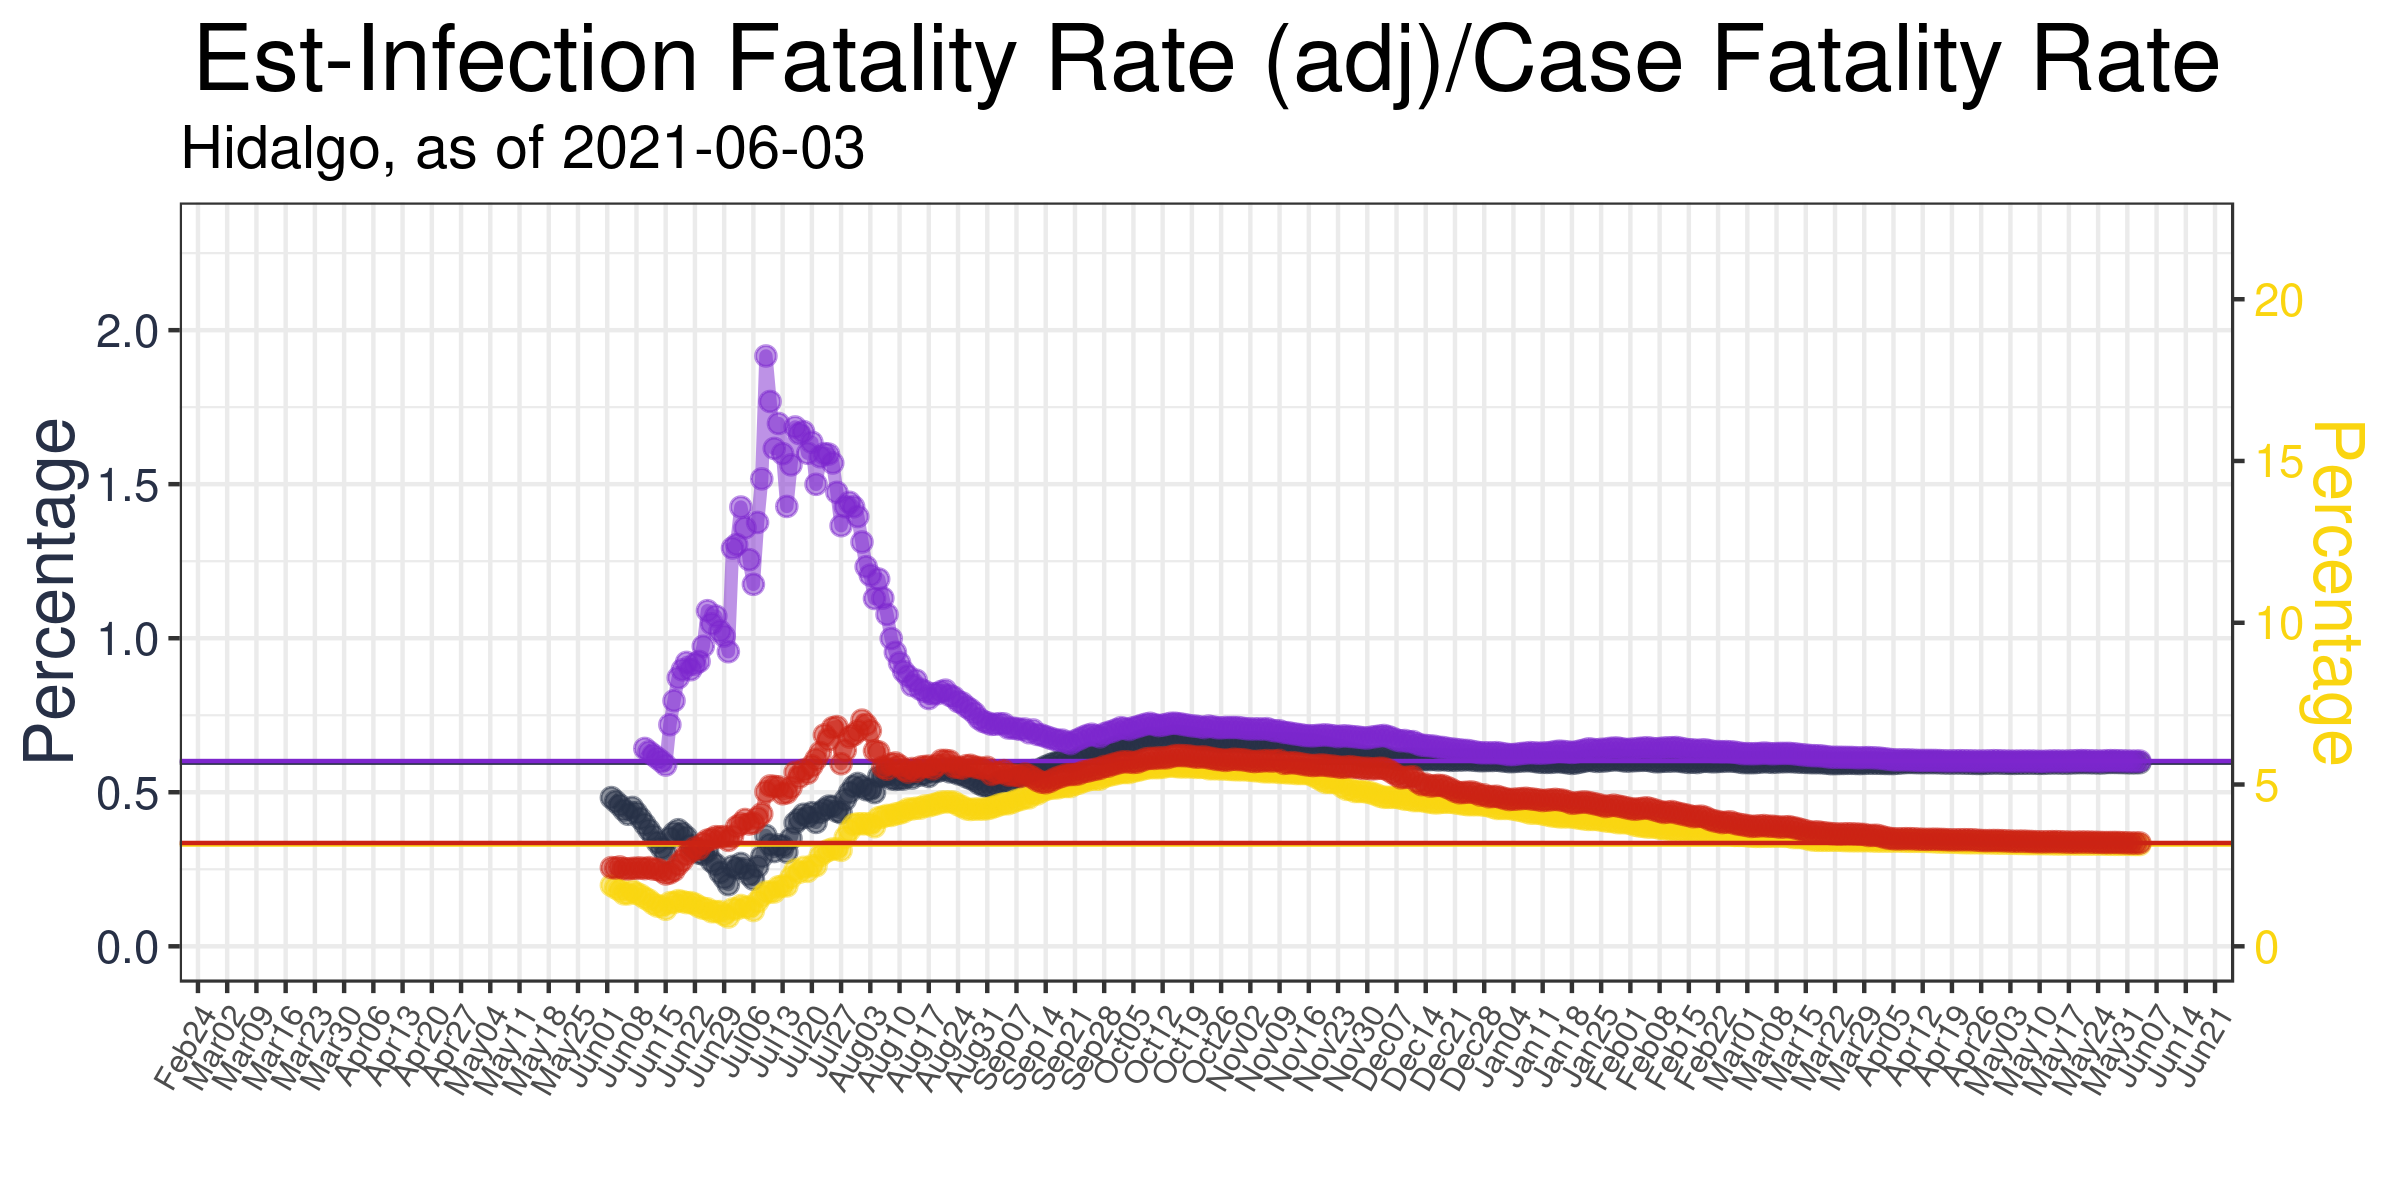 Est-Infection Fatality Rate (adj)/Case Fatality Rate
Hidalgo, as of 2021-06-03
Percentage
2.0
1.5
1.0
0.5
0.0
20
15
10
5
0
Percentage
Feb24
Mar02
Mar09
Mar16
Mar23
Mar30
Apr06
Apr13
Apr20
Apr27
May04
May11
May18
May25
Jun01
Jun08
Jun15
Jun22
Jun29
Jul06
Jul13
Jul20
Jul27
Aug03
Aug10
Aug17
Aug24
Aug31
Sep07
Sep14
Sep21
Sep28
Oct05
Oct12
Oct19
Oct26
Nov02
Nov09
Nov16
Nov23
Nov30
Dec07
Dec14
Dec21
Dec28
Jan04
Jan11
Jan18
Jan25
Feb01
Feb08
Feb15
Feb22
Mar01
Mar08
Mar15
Mar22
Mar29
Apr05
Apr12
Apr19
Apr26
May03
May10
May17
May24
May31
Jun07
Jun14
Jun21